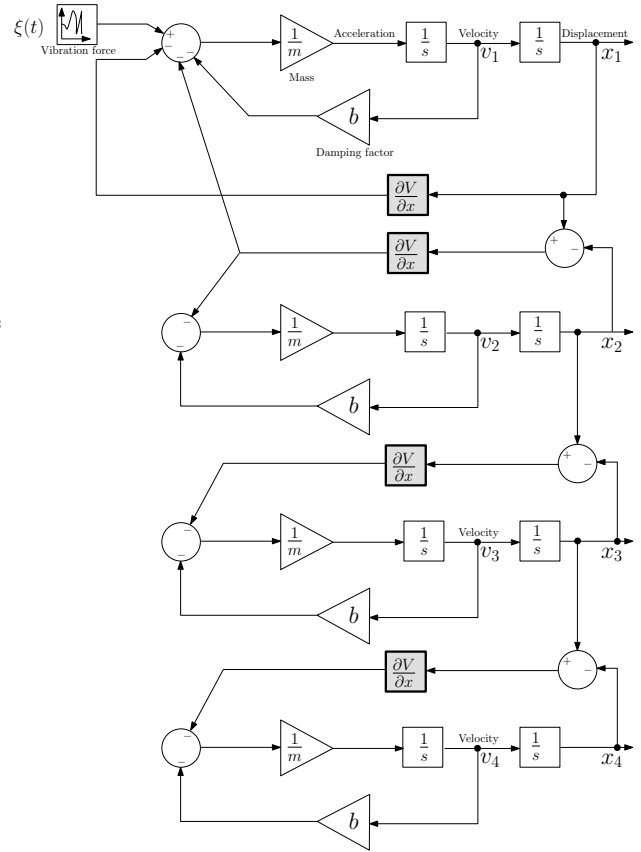 ξ(t)
Vibration force
+
−
−
−
1/m
Mass
Acceleration
1/s
Velocity
v₁
1/s
Displacement
x₁
b
Damping factor
∂V/∂x
∂V/∂x
+
−
−
−
1/m
1/s
v₂
1/s
x₂
b
∂V/∂x
+
−
−
−
1/m
1/s
Velocity
v₃
1/s
x₃
b
∂V/∂x
+
−
−
−
1/m
1/s
Velocity
v₄
1/s
x₄
b